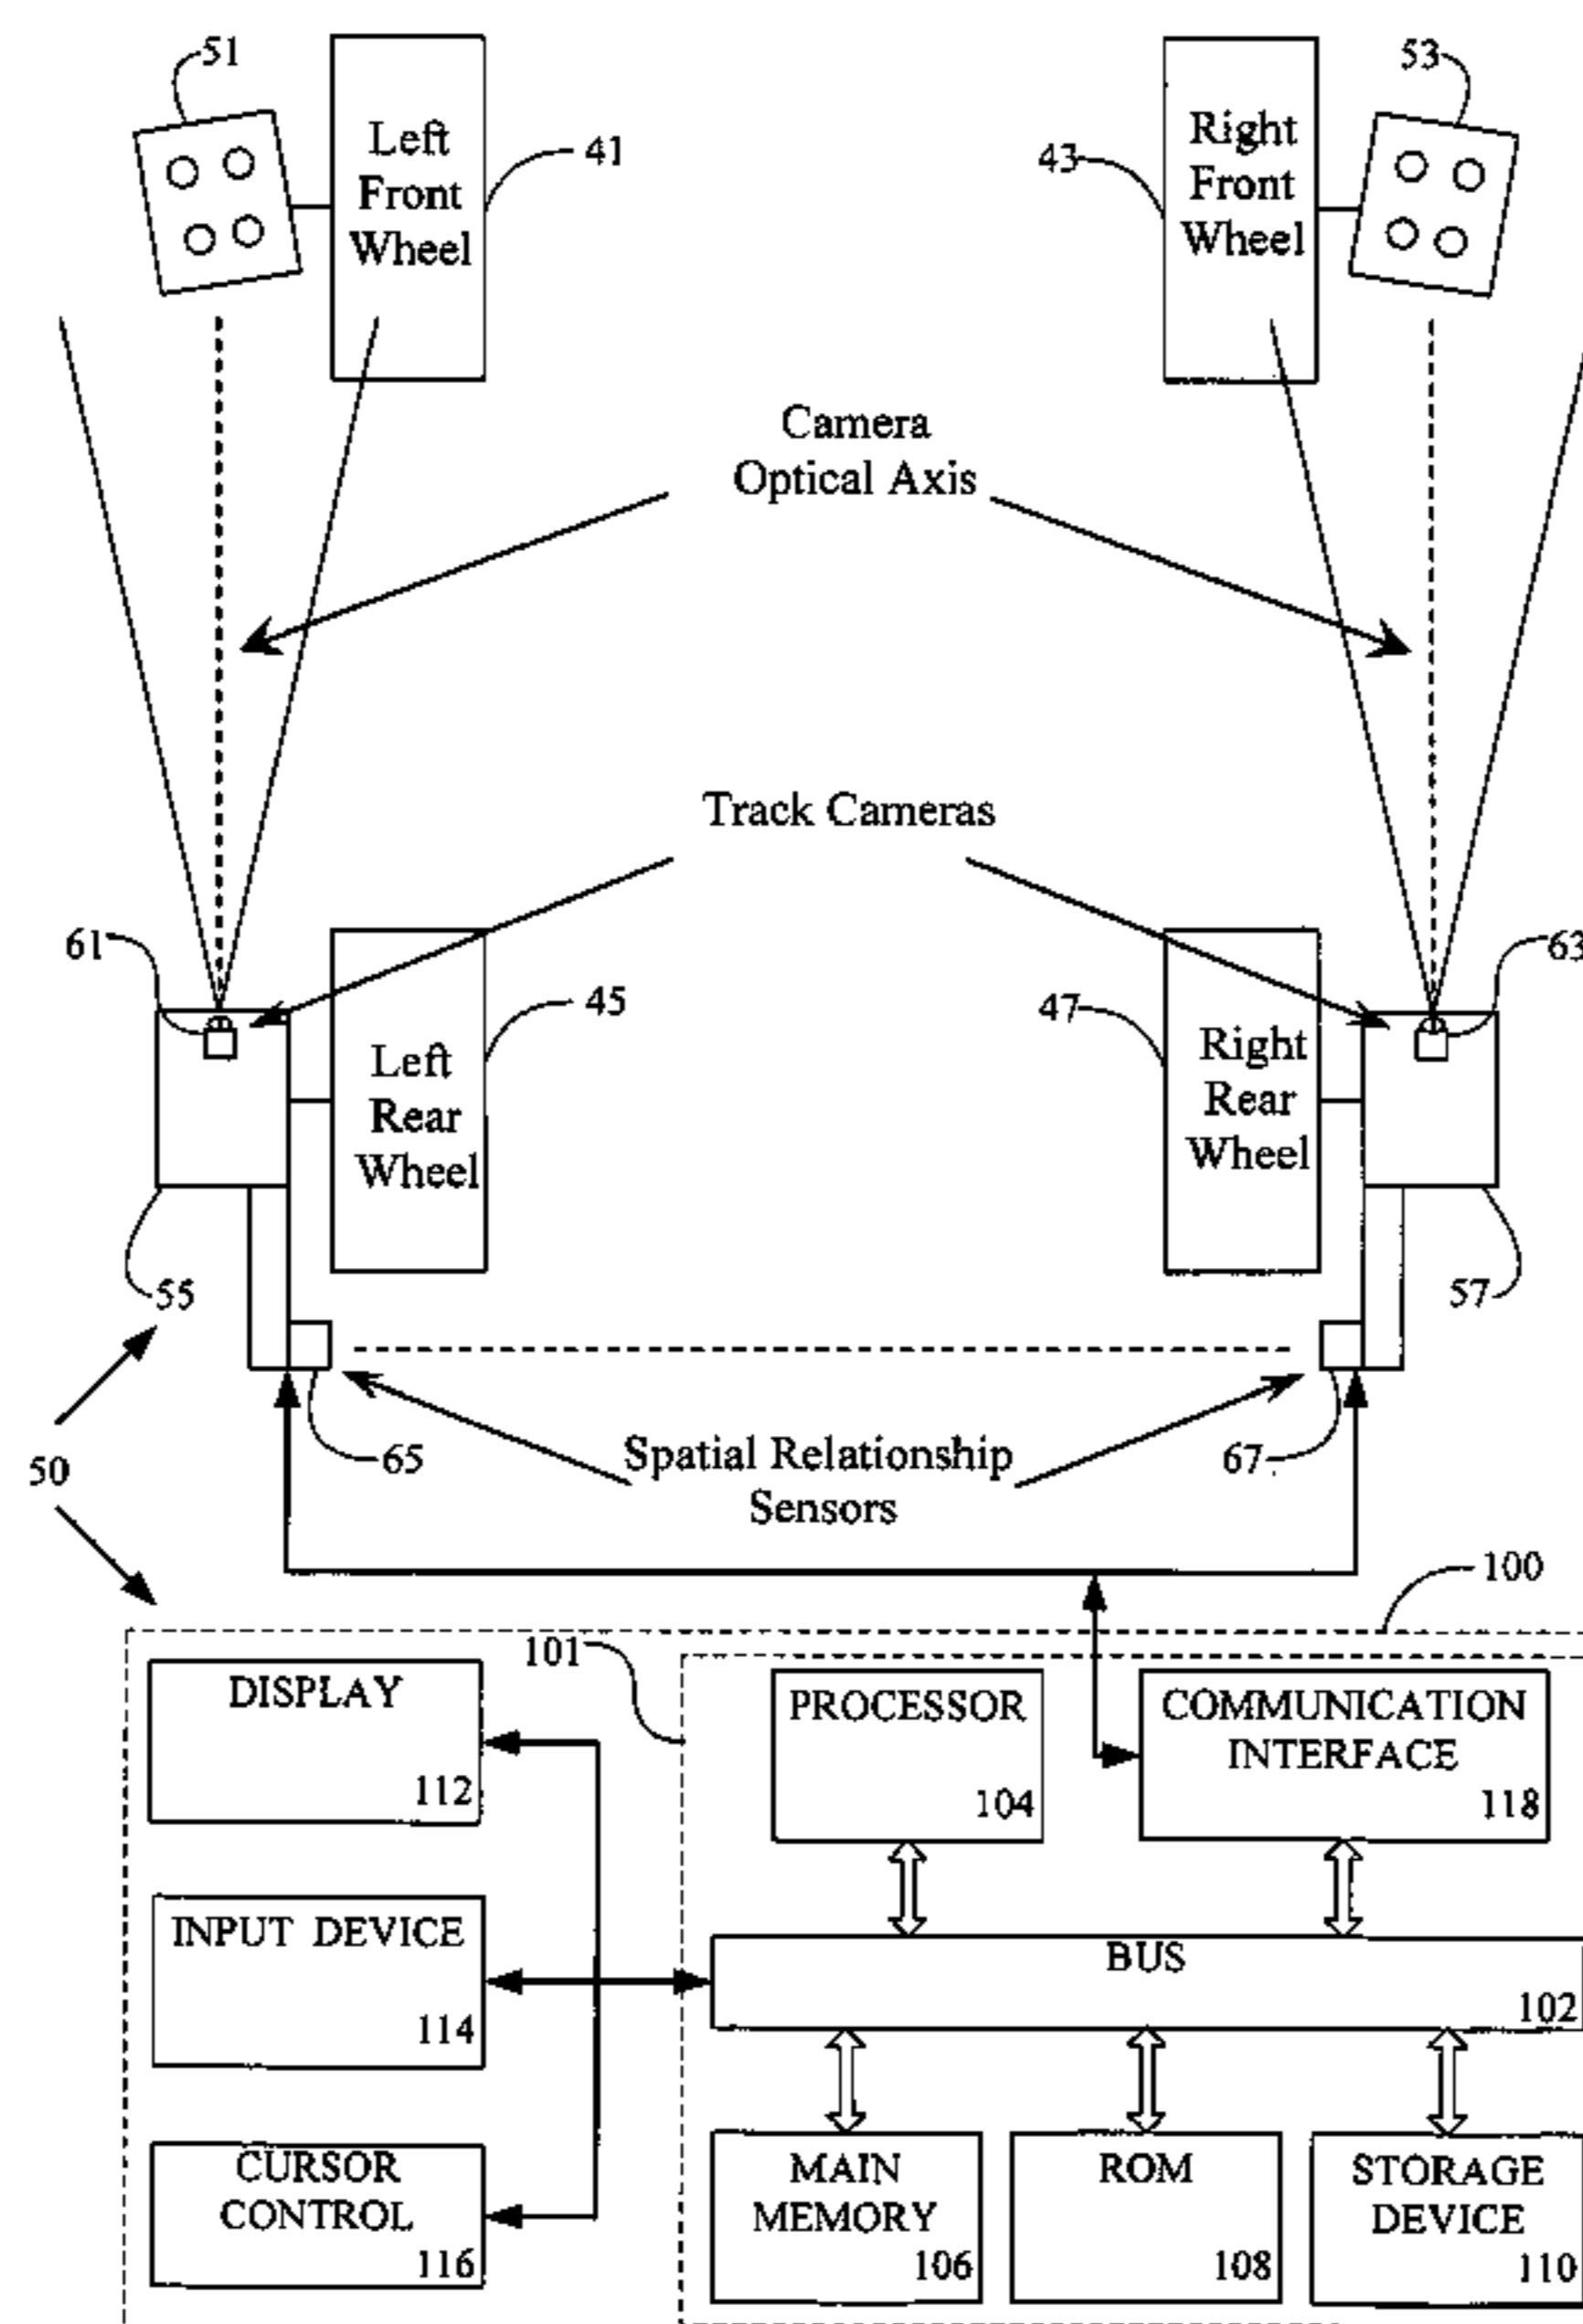 51
53
Left
Front
Wheel
41
43
Right
Front
Wheel
Camera
Optical Axis
Track Cameras
61
63
45
47
Left
Rear
Wheel
Right
Rear
Wheel
55
57
50
65
Spatial Relationship
Sensors
67
100
101
DISPLAY
112
PROCESSOR
104
COMMUNICATION
INTERFACE
118
INPUT DEVICE
114
BUS
102
CURSOR
CONTROL
116
MAIN
MEMORY
106
ROM
108
STORAGE
DEVICE
110